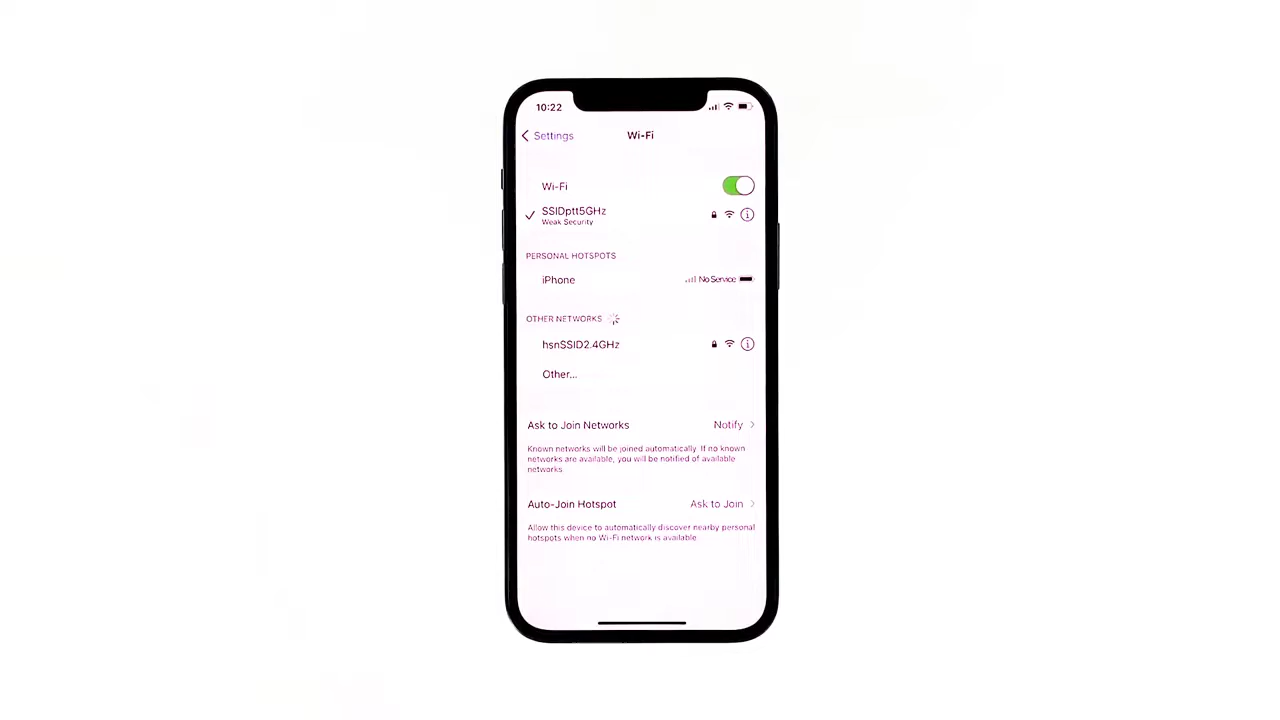 10:22
Settings
Wi-Fi
Wi-Fi
SSIDptt5GHz
Weak Security
PERSONAL HOTSPOTS
iPhone
No Service
OTHER NETWORKS
hsnSSID2.4GHz
Other...
Ask to Join Networks
Notify
Known networks will be joined automatically. If no known
networks are available, you will be notified of available
networks.
Auto-Join Hotspot
Ask to Join
Allow this device to automatically discover nearby personal
hotspots when no Wi-Fi network is available.